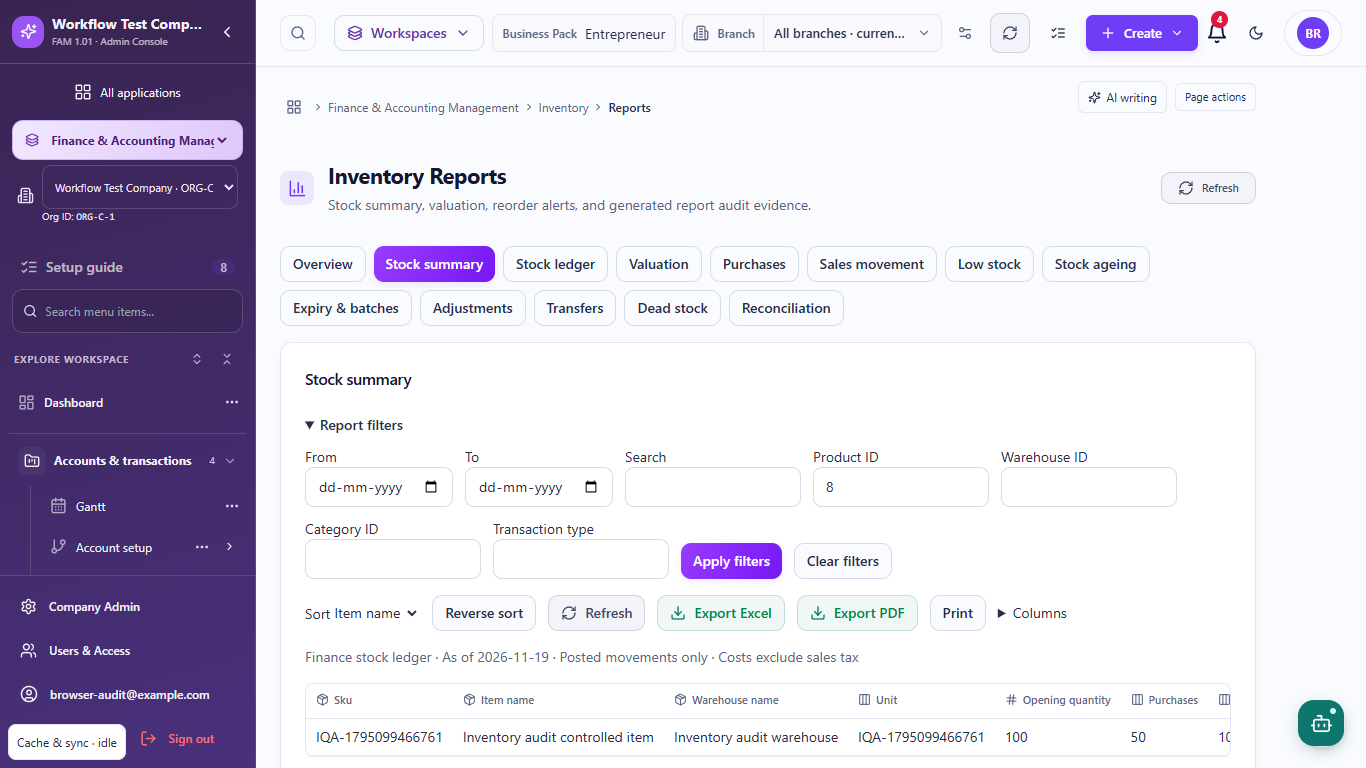 Workflow Test Comp...
FAM 1.01 · Admin Console
All applications
Finance & Accounting Manag
Workflow Test Company · ORG-C
Org ID: ORG-C-1
Setup guide 8
Search menu items...
EXPLORE WORKSPACE
Dashboard
Accounts & transactions 4
Gantt
Account setup
Company Admin
Users & Access
browser-audit@example.com
Cache & sync · idle
Sign out
Workspaces
Business Pack Entrepreneur
Branch All branches · curren...
Create
4
BR
Finance & Accounting Management > Inventory > Reports
AI writing
Page actions
Inventory Reports
Stock summary, valuation, reorder alerts, and generated report audit evidence.
Refresh
Overview Stock summary Stock ledger Valuation Purchases Sales movement Low stock Stock ageing
Expiry & batches Adjustments Transfers Dead stock Reconciliation
Stock summary
Report filters
From To Search Product ID Warehouse ID
dd-mm-yyyy dd-mm-yyyy 8
Category ID Transaction type
Apply filters Clear filters
Sort Item name Reverse sort Refresh Export Excel Export PDF Print Columns
Finance stock ledger · As of 2026-11-19 · Posted movements only · Costs exclude sales tax
Sku Item name Warehouse name Unit Opening quantity Purchases
IQA-1795099466761 Inventory audit controlled item Inventory audit warehouse IQA-1795099466761 100 50